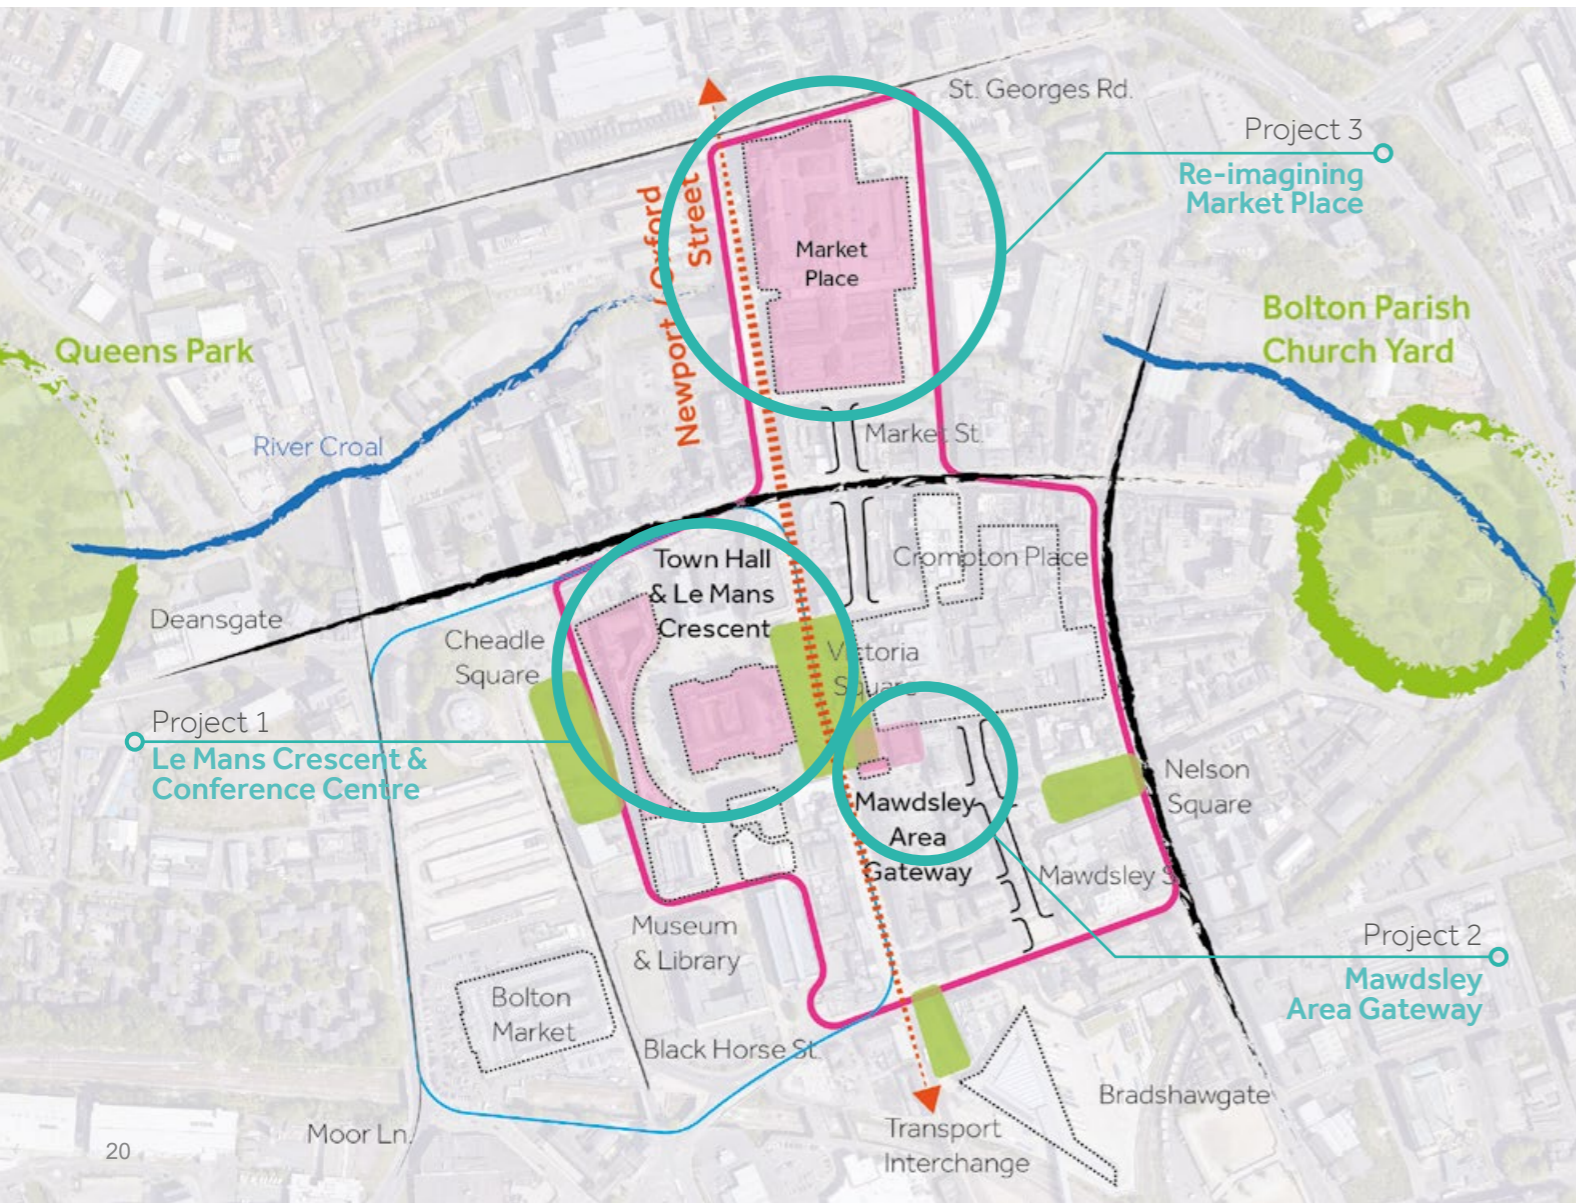 St. Georges Rd.
Project 3
Re-imagining
Market Place
Newport / Oxford
Street
Market
Place
Bolton Parish
Church Yard
Queens Park
River Croal
Market St.
Town Hall
& Le Mans
Crescent
Crompton Place
Deansgate
Cheadle
Square
Victoria
Square
Project 1
Le Mans Crescent &
Conference Centre
Nelson
Square
Mawdsley
Area
Gateway
Mawdsley St.
Museum
& Library
Project 2
Mawdsley
Area Gateway
Bolton
Market
Black Horse St.
Bradshawgate
Transport
Interchange
Moor Ln.
20